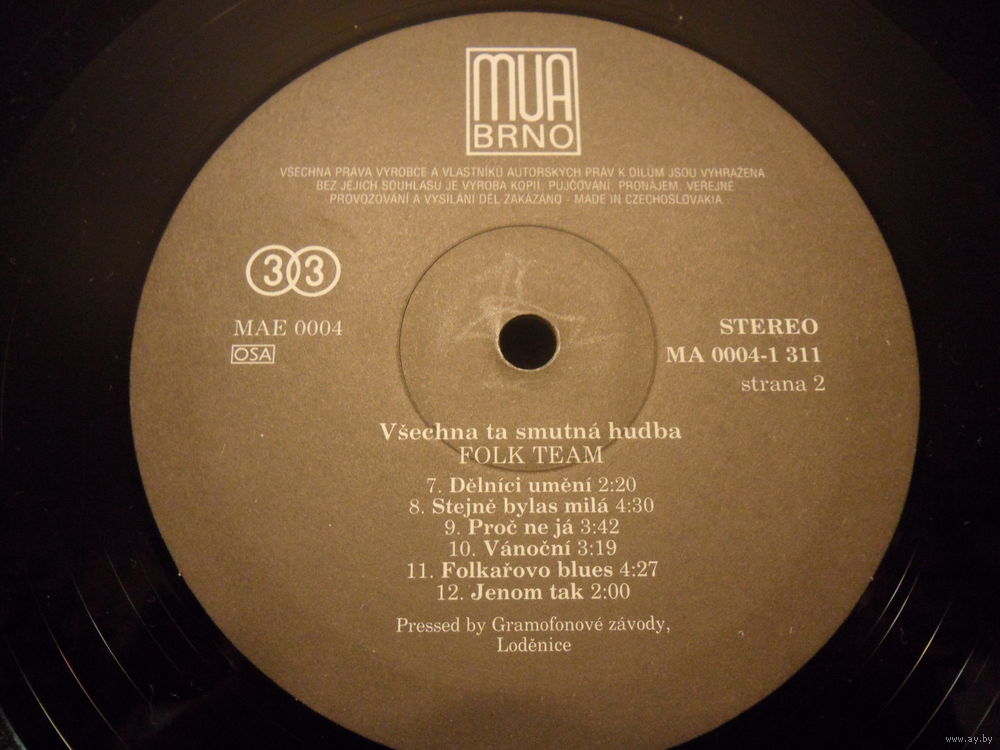 MUA
BRNO
VŠECHNA PRÁVA VÝROBCE A VLASTNÍKŮ AUTORSKÝCH PRÁV K DÍLŮM JSOU VYHRAŽENA.
BEZ JEJICH SOUHLASU JE VÝROBA KOPIÍ, PŮJČOVÁNÍ, PRONÁJEM, VEŘEJNÉ
PROVOZOVÁNÍ A VYSÍLÁNÍ DĚL ZAKÁZÁNO - MADE IN CZECHOSLOVAKIA
33
MAE 0004
OSA
STEREO
MA 0004-1 311
strana 2
Všechna ta smutná hudba
FOLK TEAM
7. Dělníci umění 2:20
8. Stejně bylas milá 4:30
9. Proč ne já 3:42
10. Vánoční 3:19
11. Folkařovo blues 4:27
12. Jenom tak 2:00
Pressed by Gramofonové závody,
Loděnice
www.ay.by